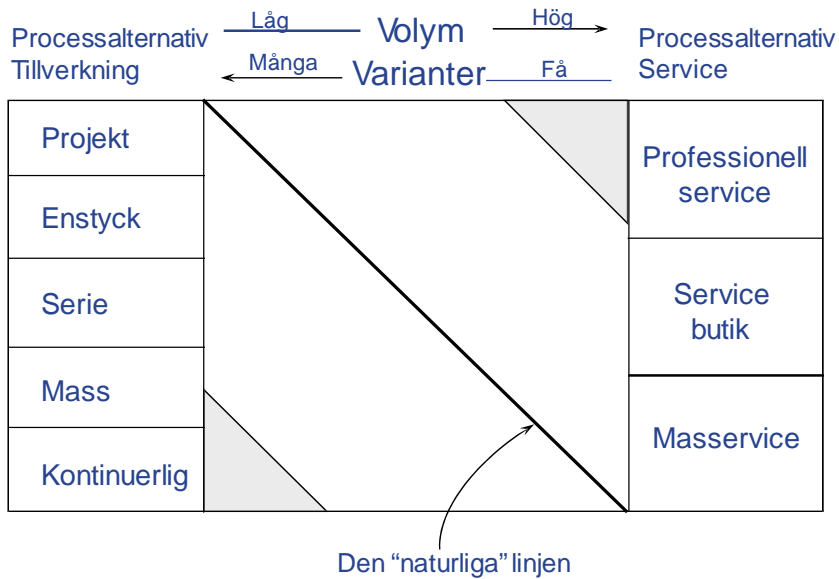 Processalternativ
Tillverkning
Låg
Volym
Hög
Många
Varianter
Få
Processalternativ
Service
Projekt
Enstyck
Serie
Mass
Kontinuerlig
Professionell
service
Service
butik
Masservice
Den “naturliga” linjen